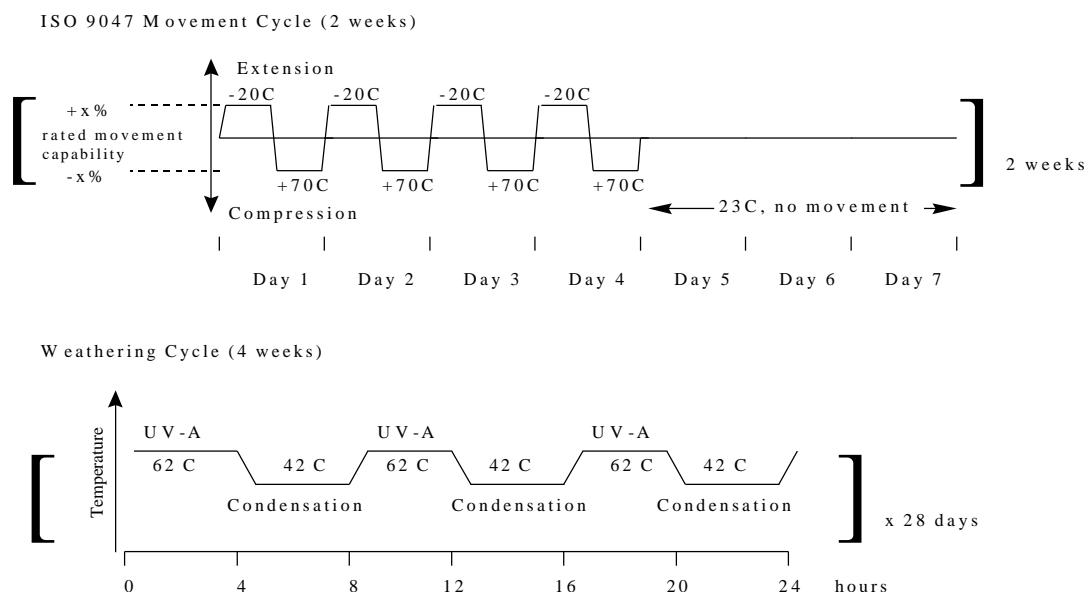 ISO 9047 Movement Cycle (2 weeks)
Extension
-20C -20C -20C -20C
+x%
rated movement
capability
-x%
2 weeks
+70C +70C +70C +70C
23C, no movement
Compression
Day 1 Day 2 Day 3 Day 4 Day 5 Day 6 Day 7
Weathering Cycle (4 weeks)
Temperature
UV-A UV-A UV-A
62 C 42 C 62 C 42 C 62 C 42 C
Condensation Condensation Condensation
x 28 days
0 4 8 12 16 20 24 hours